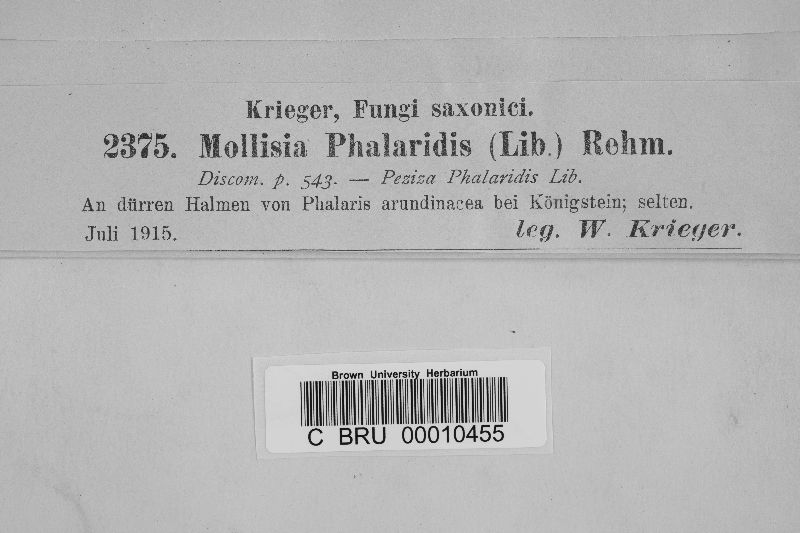 Krieger, Fungi saxonici.
2375. Mollisia Phalaridis (Lib.) Rehm.
Discom. p. 543. — Peziza Phalaridis Lib.
An dürren Halmen von Phalaris arundinacea bei Königstein; selten.
Juli 1915. leg. W. Krieger.
Brown University Herbarium
C BRU 00010455